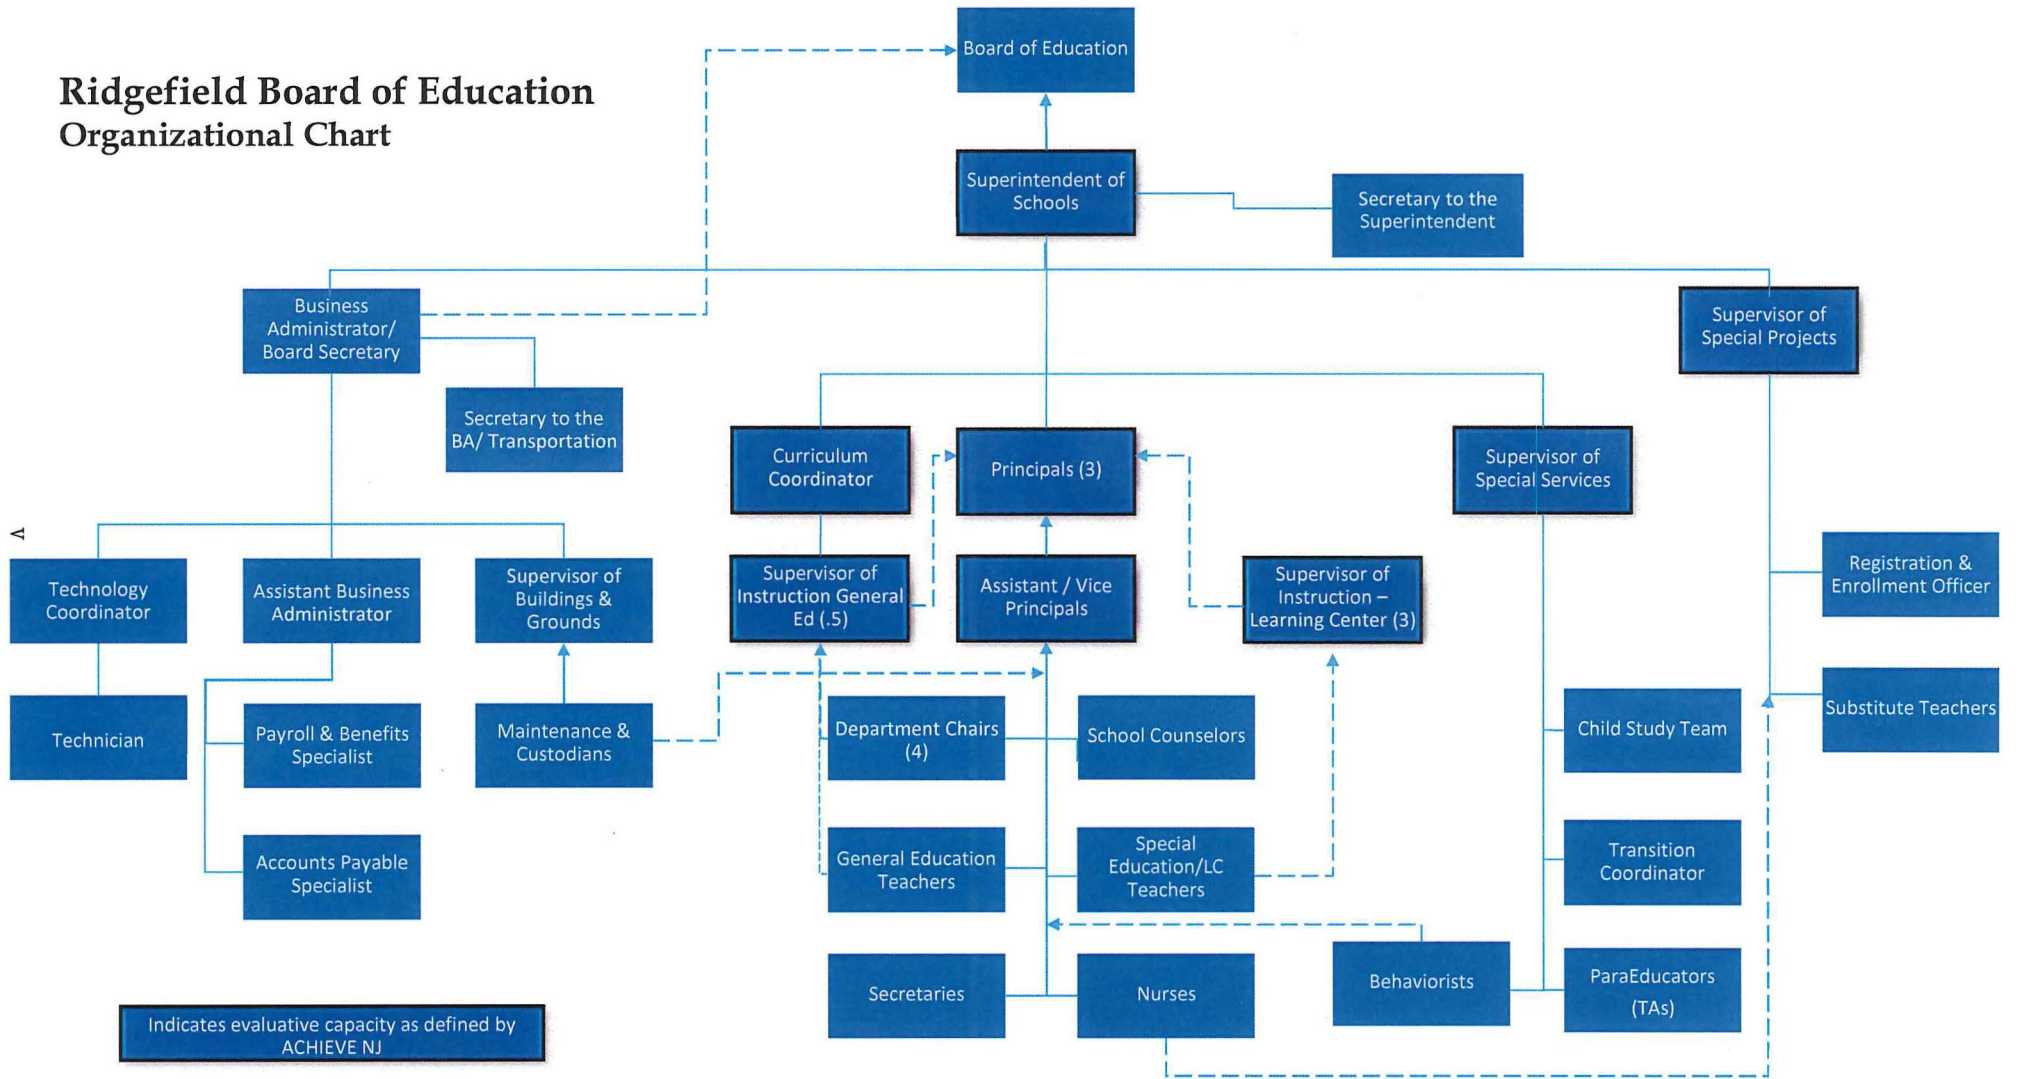 Board of Education
Ridgefield Board of Education
Organizational Chart
Superintendent of
Schools
Secretary to the
Superintendent
Business
Administrator/
Board Secretary
Supervisor of
Special Projects
Secretary to the
BA/ Transportation
Curriculum
Coordinator
Principals (3)
Supervisor of
Special Services
A
Technology
Coordinator
Assistant Business
Administrator
Supervisor of
Buildings &
Grounds
Supervisor of
Instruction General
Ed (.5)
Assistant / Vice
Principals
Supervisor of
Instruction –
Learning Center (3)
Registration &
Enrollment Officer
Technician
Payroll & Benefits
Specialist
Maintenance &
Custodians
Department Chairs
(4)
School Counselors
Child Study Team
Substitute Teachers
Accounts Payable
Specialist
General Education
Teachers
Special
Education/LC
Teachers
Transition
Coordinator
Secretaries
Nurses
Behaviorists
ParaEducators
(TAs)
Indicates evaluative capacity as defined by
ACHIEVE NJ